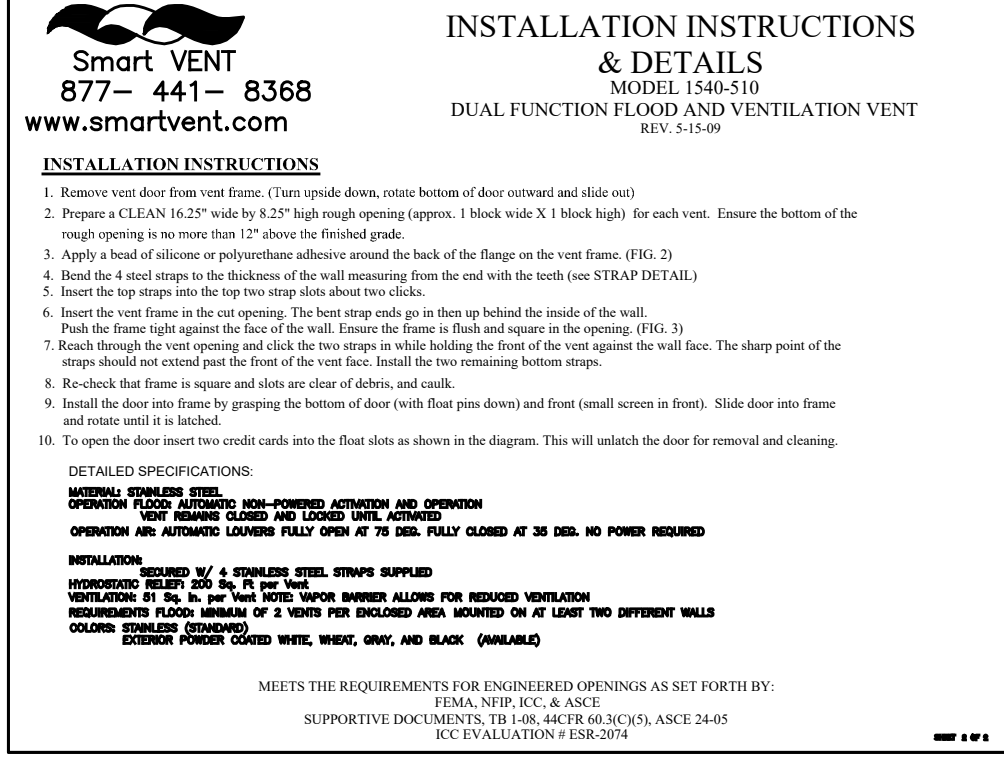 Smart VENT
877- 441- 8368
www.smartvent.com
INSTALLATION INSTRUCTIONS
& DETAILS
MODEL 1540-510
DUAL FUNCTION FLOOD AND VENTILATION VENT
REV. 5-15-09
INSTALLATION INSTRUCTIONS
1. Remove vent door from vent frame. (Turn upside down, rotate bottom of door outward and slide out)
2. Prepare a CLEAN 16.25" wide by 8.25" high rough opening (approx. 1 block wide X 1 block high) for each vent. Ensure the bottom of the
rough opening is no more than 12" above the finished grade.
3. Apply a bead of silicone or polyurethane adhesive around the back of the flange on the vent frame. (FIG. 2)
4. Bend the 4 steel straps to the thickness of the wall measuring from the end with the teeth (see STRAP DETAIL)
5. Insert the top straps into the top two strap slots about two clicks.
6. Insert the vent frame in the cut opening. The bent strap ends go in then up behind the inside of the wall.
Push the frame tight against the face of the wall. Ensure the frame is flush and square in the opening. (FIG. 3)
7. Reach through the vent opening and click the two straps in while holding the front of the vent against the wall face. The sharp point of the
straps should not extend past the front of the vent face. Install the two remaining bottom straps.
8. Re-check that frame is square and slots are clear of debris, and caulk.
9. Install the door into frame by grasping the bottom of door (with float pins down) and front (small screen in front). Slide door into frame
and rotate until it is latched.
10. To open the door insert two credit cards into the float slots as shown in the diagram. This will unlatch the door for removal and cleaning.
DETAILED SPECIFICATIONS:
MATERIAL: STAINLESS STEEL
OPERATION FLOOD: AUTOMATIC NON-POWERED ACTIVATION AND OPERATION
VENT REMAINS CLOSED AND LOCKED UNTIL ACTIVATED
OPERATION AIR: AUTOMATIC LOUVERS FULLY OPEN AT 75 DEG. FULLY CLOSED AT 35 DEG. NO POWER REQUIRED
INSTALLATION:
SECURED W/ 4 STAINLESS STEEL STRAPS SUPPLIED
HYDROSTATIC RELIEF: 200 Sq. Ft per Vent
VENTILATION: 51 Sq. In. per Vent NOTE: VAPOR BARRIER ALLOWS FOR REDUCED VENTILATION
REQUIREMENTS FLOOD: MINIMUM OF 2 VENTS PER ENCLOSED AREA MOUNTED ON AT LEAST TWO DIFFERENT WALLS
COLORS: STAINLESS (STANDARD)
EXTERIOR POWDER COATED WHITE, WHEAT, GRAY, AND BLACK (AVAILABLE)
MEETS THE REQUIREMENTS FOR ENGINEERED OPENINGS AS SET FORTH BY:
FEMA, NFIP, ICC, & ASCE
SUPPORTIVE DOCUMENTS, TB 1-08, 44CFR 60.3(C)(5), ASCE 24-05
ICC EVALUATION # ESR-2074
SHEET 2 OF 2